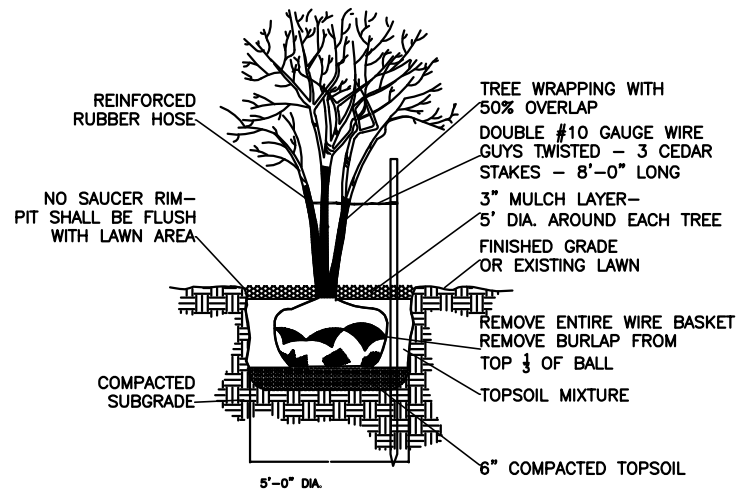 REINFORCED
RUBBER HOSE
NO SAUCER RIM-
PIT SHALL BE FLUSH
WITH LAWN AREA
COMPACTED
SUBGRADE
5'-0" DIA.
TREE WRAPPING WITH
50% OVERLAP
DOUBLE #10 GAUGE WIRE
GUYS TWISTED - 3 CEDAR
STAKES - 8'-0" LONG
3" MULCH LAYER-
5' DIA. AROUND EACH TREE
FINISHED GRADE
OR EXISTING LAWN
REMOVE ENTIRE WIRE BASKET
REMOVE BURLAP FROM
TOP 1/3 OF BALL
TOPSOIL MIXTURE
6" COMPACTED TOPSOIL